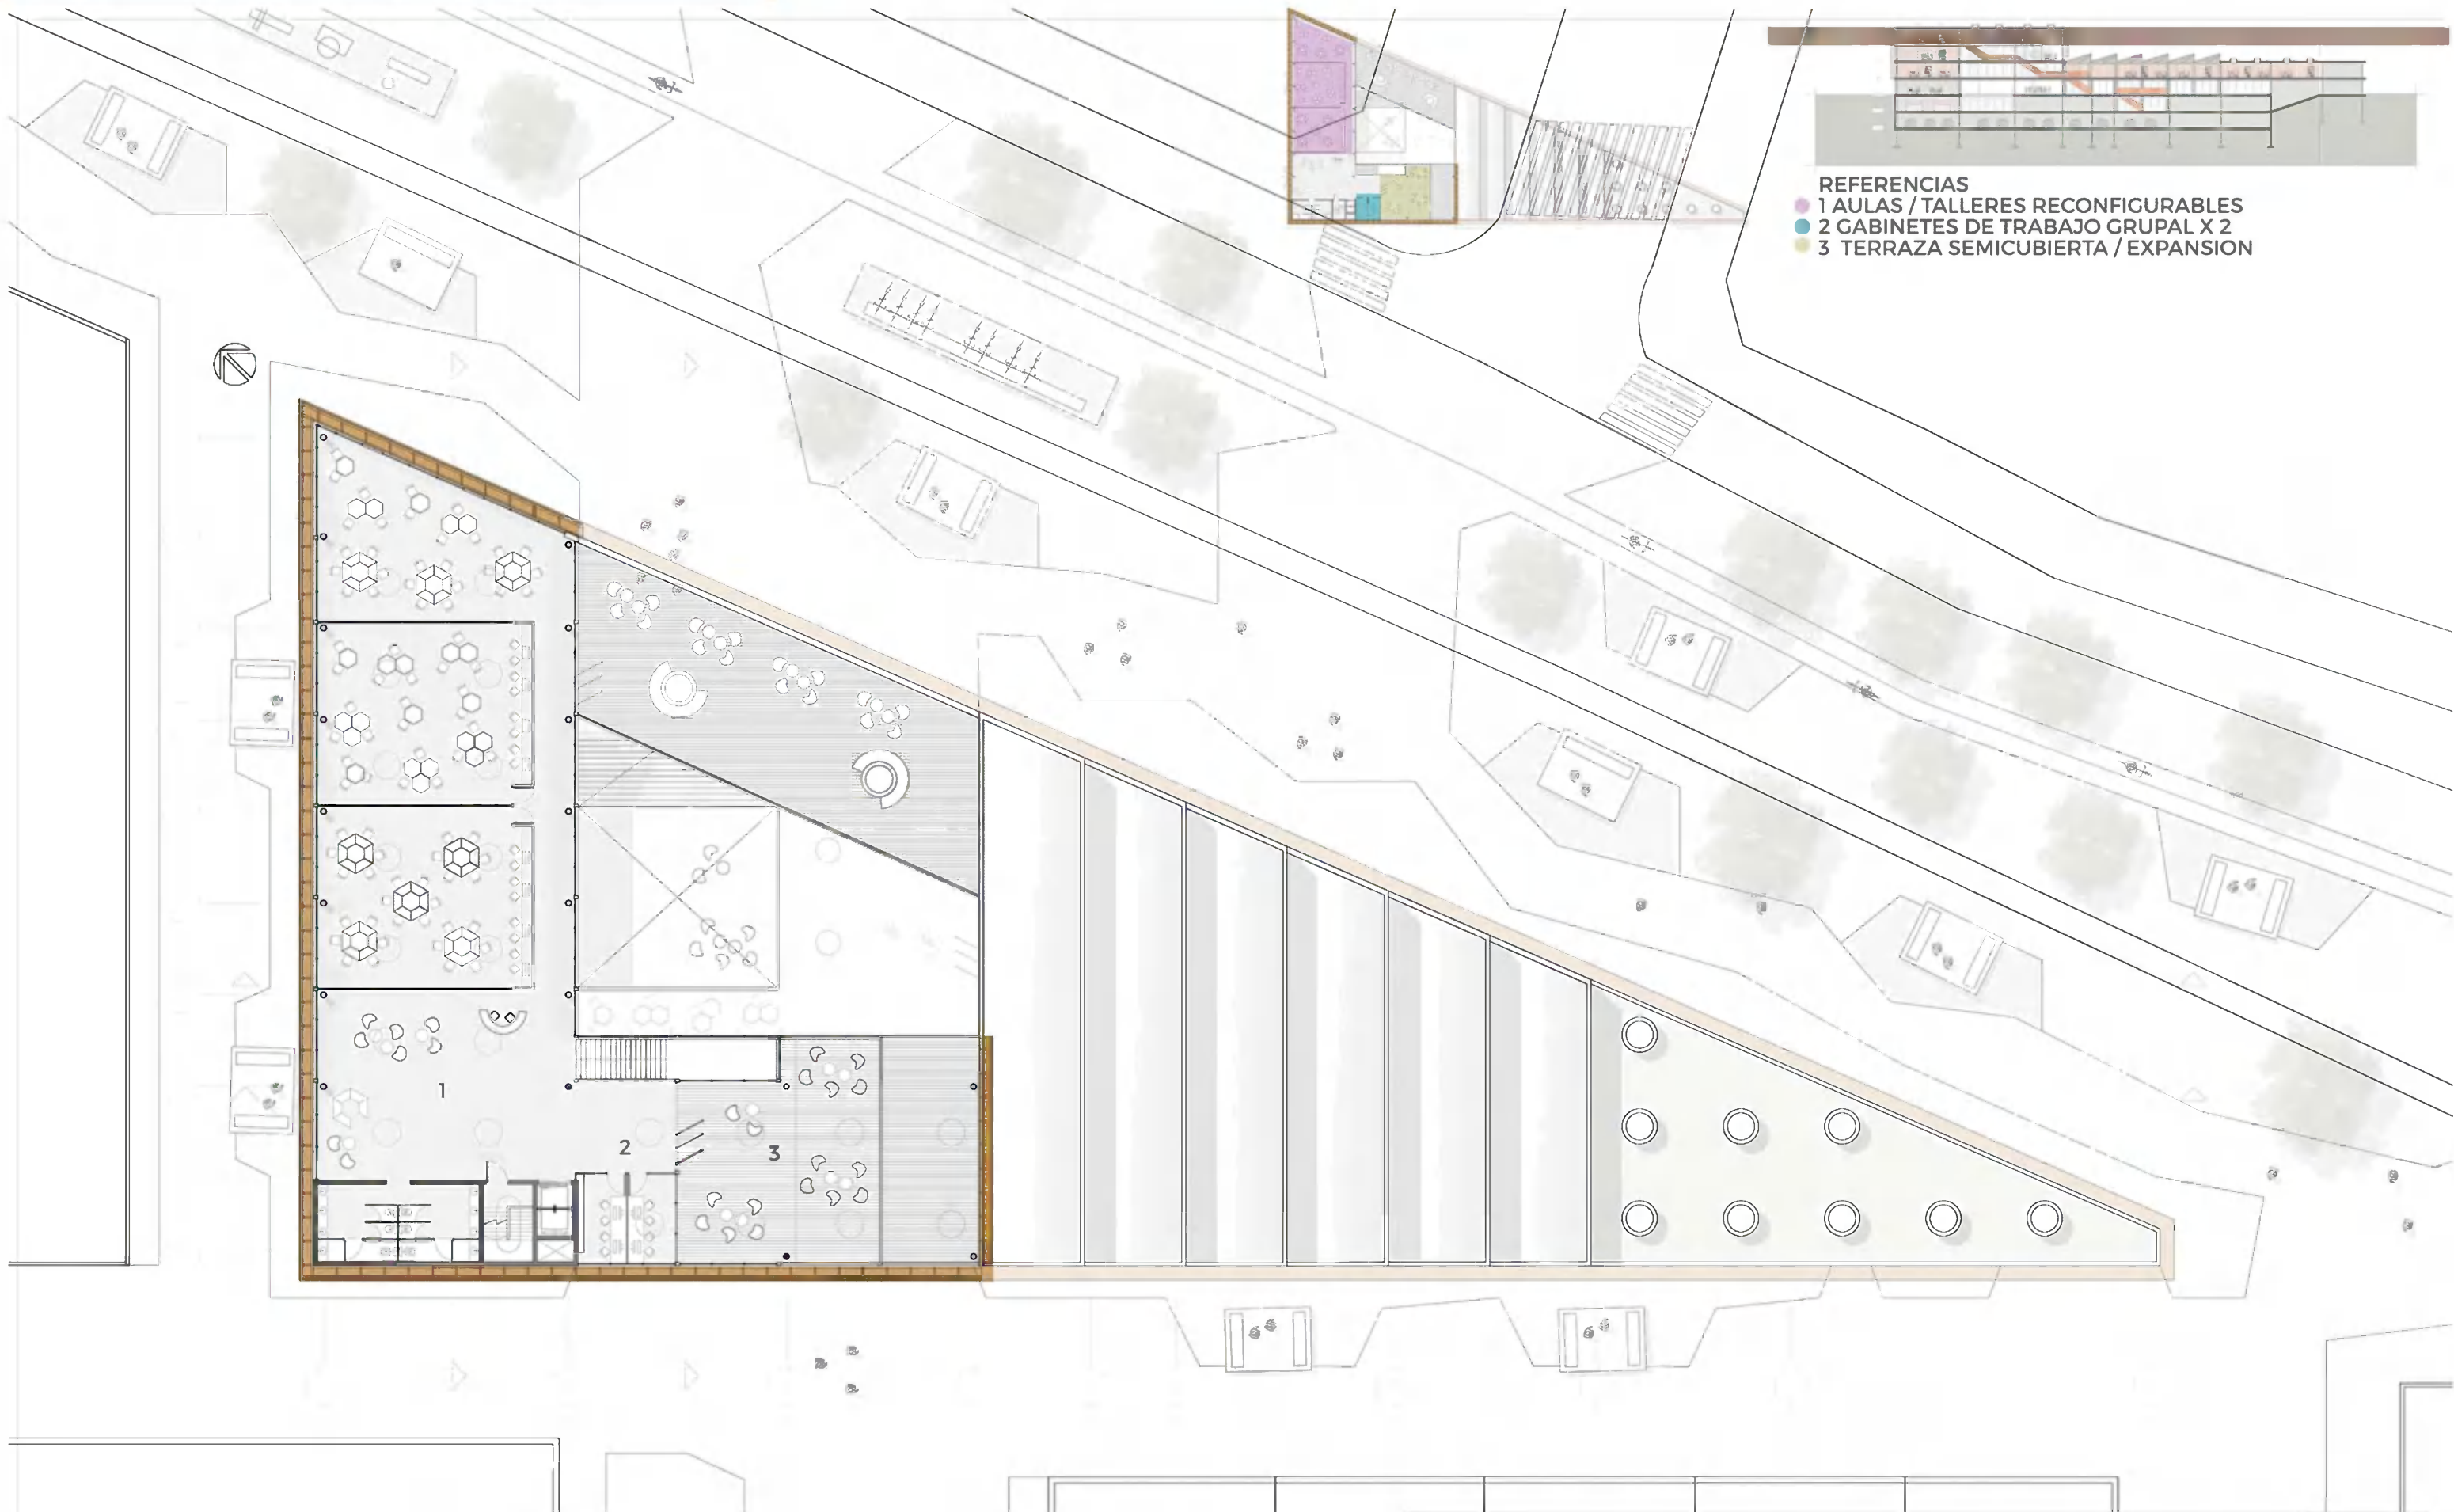 REFERENCIAS
1 AULAS / TALLERES RECONFIGURABLES
2 GABINETES DE TRABAJO GRUPAL X 2
3 TERRAZA SEMICUBIERTA / EXPANSION
1
2
3